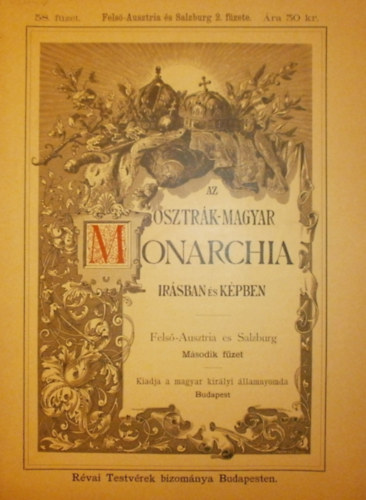 58. füzet. Felső-Ausztria és Salzburg 2. füzete. Ára 30 kr.
AZ
OSZTRÁK-MAGYAR
MONARCHIA
IRÁSBAN ÉS KÉPBEN
Felső-Ausztria es Salzburg
Második füzet
Kiadja a magyar királyi államnyomda
Budapest
Révai Testvérek bizománya Budapesten.